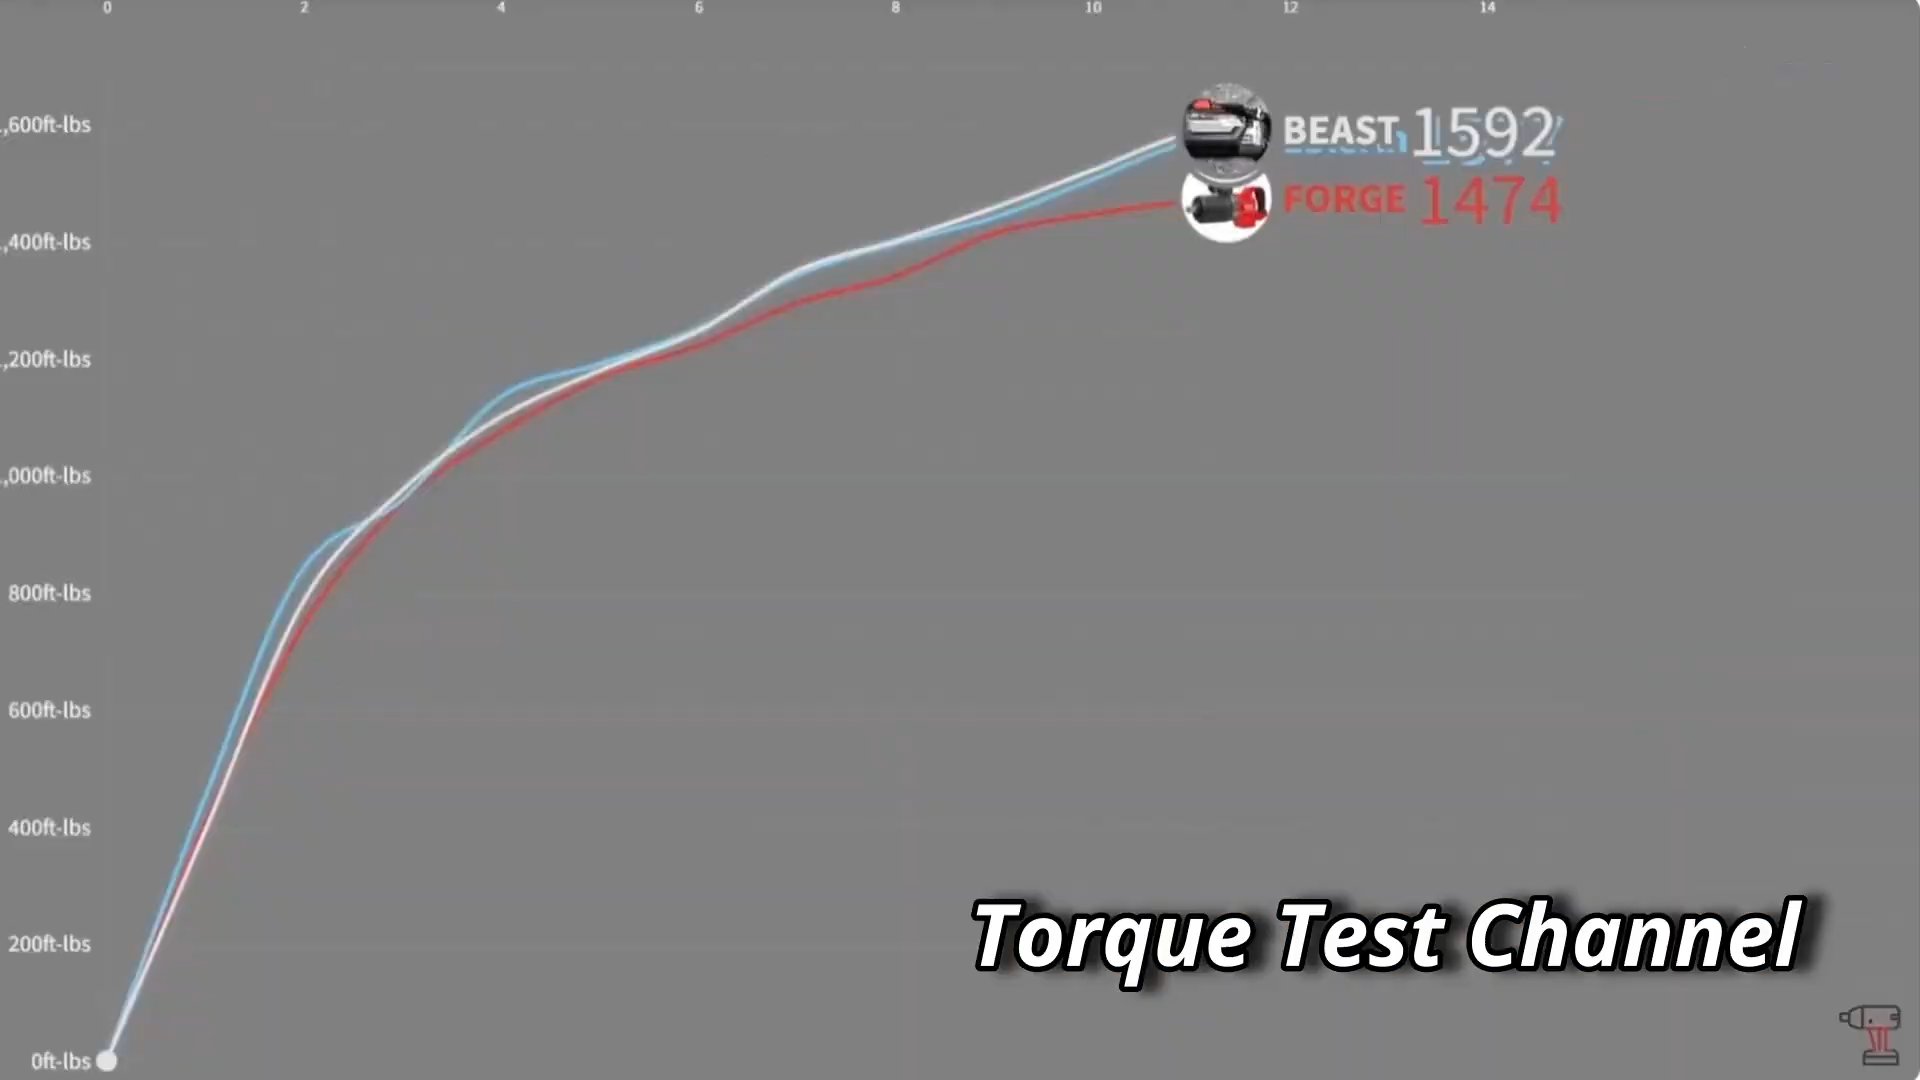 0 2 4 6 8 10 12 14
,600ft-lbs
BEAST 1592
FORGE 1474
,400ft-lbs
,200ft-lbs
,000ft-lbs
800ft-lbs
600ft-lbs
400ft-lbs
200ft-lbs
0ft-lbs
Torque Test Channel